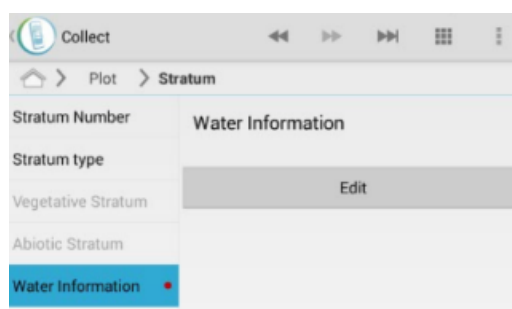 Collect
Plot > Stratum
Stratum Number
Stratum type
Vegetative Stratum
Abiotic Stratum
Water Information
Water Information
Edit